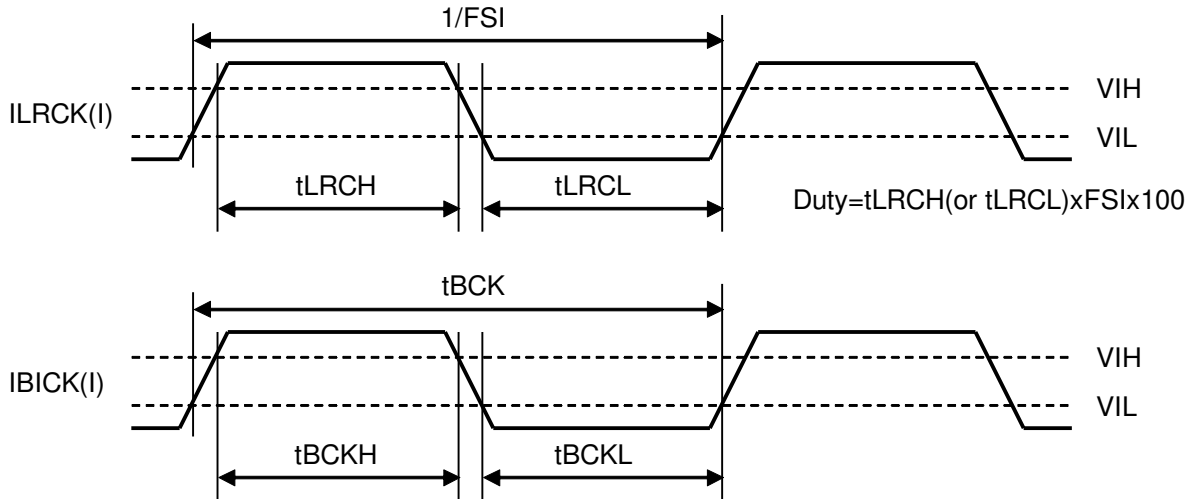 1/FSI
VIH
ILRCK(I)
VIL
tLRCH
tLRCL
Duty=tLRCH(or tLRCL)xFSIx100
tBCK
VIH
IBICK(I)
VIL
tBCKH
tBCKL